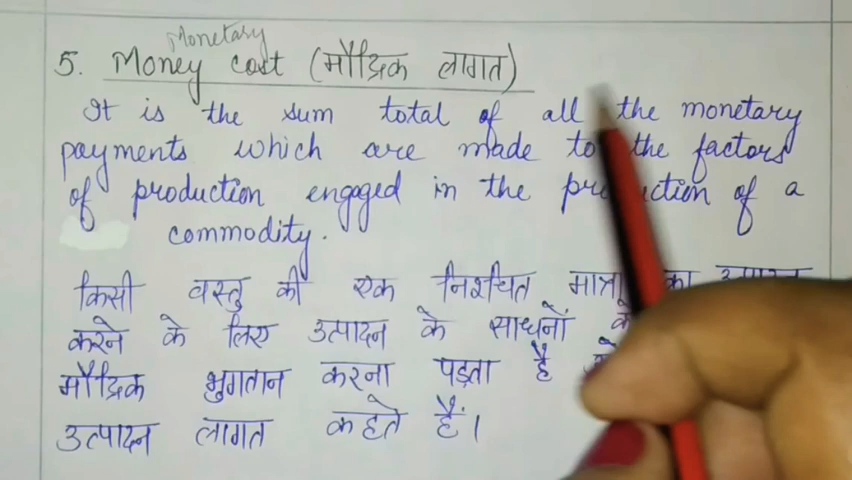 Monetary
5. Money cost (मौद्रिक लागत)
It is the sum total of all the monetary
payments which are made to the factors
of production engaged in the production of a
commodity.
किसी वस्तु की एक निश्चित मात्रा का
करने के लिए उत्पादन के साधनों
मौद्रिक भुगतान करना पड़ता है
उत्पादन लागत कहते हैं।